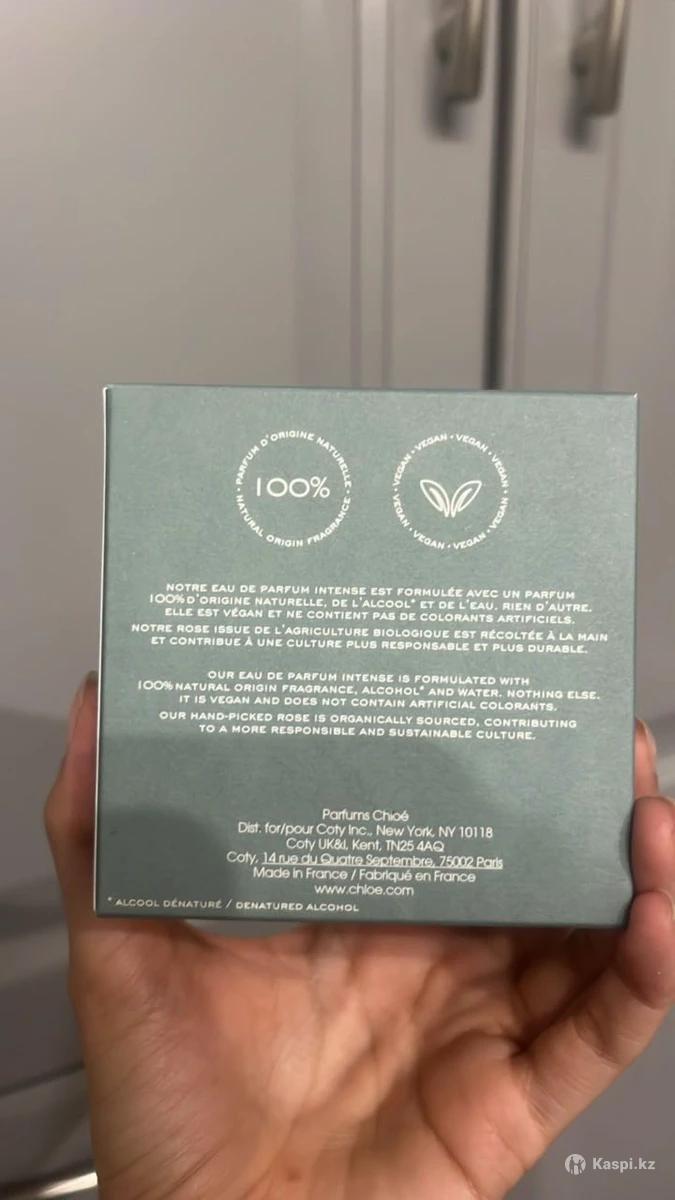 PARFUM D'ORIGINE NATURELLE • NATURAL ORIGIN FRAGRANCE •
100%
VEGAN • VEGAN • VEGAN • VEGAN • VEGAN • VEGAN • VEGAN • VEGAN •
NOTRE EAU DE PARFUM INTENSE EST FORMULÉE AVEC UN PARFUM
100% D'ORIGINE NATURELLE, DE L'ALCOOL* ET DE L'EAU. RIEN D'AUTRE.
ELLE EST VÉGAN ET NE CONTIENT PAS DE COLORANTS ARTIFICIELS.
NOTRE ROSE ISSUE DE L'AGRICULTURE BIOLOGIQUE EST RÉCOLTÉE À LA MAIN
ET CONTRIBUE À UNE CULTURE PLUS RESPONSABLE ET PLUS DURABLE.
OUR EAU DE PARFUM INTENSE IS FORMULATED WITH
100% NATURAL ORIGIN FRAGRANCE, ALCOHOL* AND WATER. NOTHING ELSE.
IT IS VEGAN AND DOES NOT CONTAIN ARTIFICIAL COLORANTS.
OUR HAND-PICKED ROSE IS ORGANICALLY SOURCED, CONTRIBUTING
TO A MORE RESPONSIBLE AND SUSTAINABLE CULTURE.
Parfums Chloé
Dist. for/pour Coty Inc., New York, NY 10118
Coty UK&I, Kent, TN25 4AQ
Coty, 14 rue du Quatre Septembre, 75002 Paris
Made in France / Fabriqué en France
www.chloe.com
* ALCOOL DÉNATURÉ / DENATURED ALCOHOL
Kaspi.kz